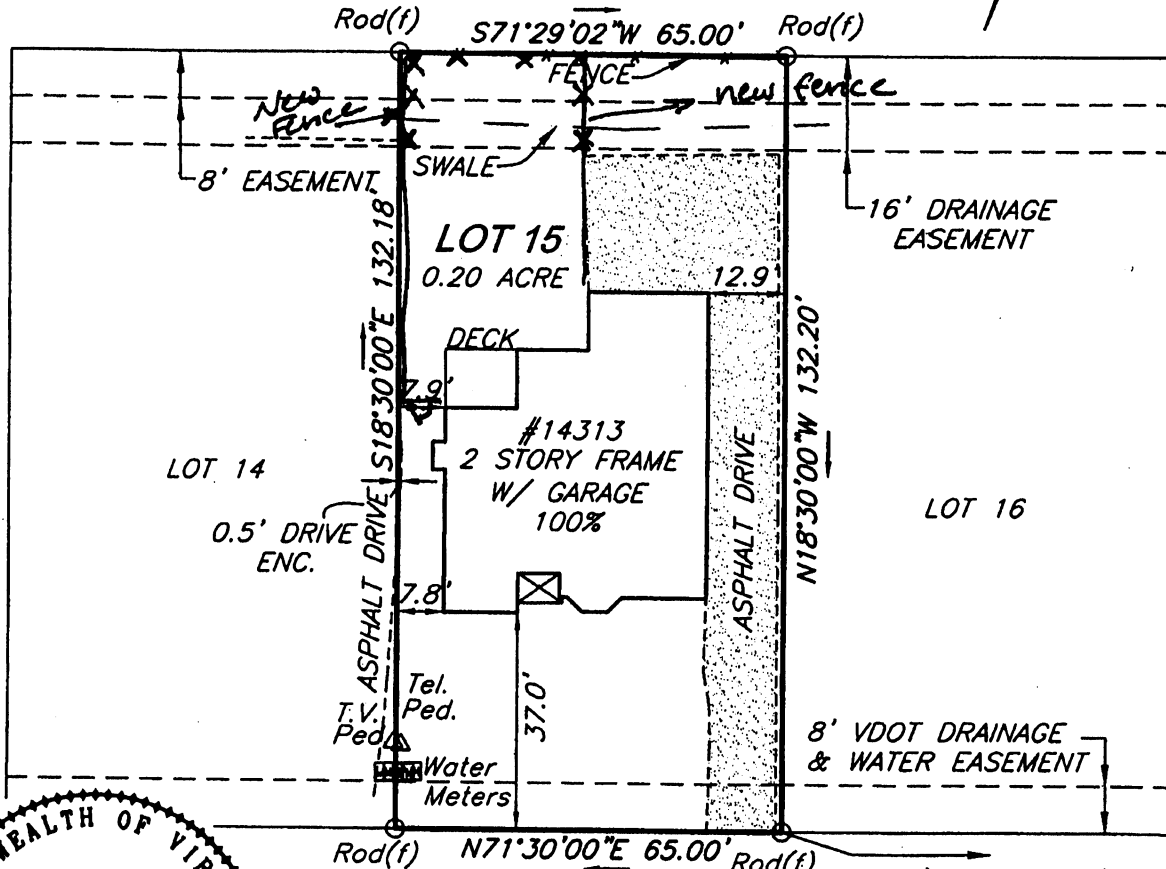 Rod(f)
S71°29'02"W 65.00'
Rod(f)
FENCE
New
Fence
new fence
SWALE
8' EASEMENT
16' DRAINAGE
EASEMENT
LOT 15
0.20 ACRE
12.9'
S18°30'00"E 132.18'
DECK
7.9'
N18°30'00"W 132.20'
#14313
2 STORY FRAME
W/ GARAGE
100%
LOT 14
LOT 16
0.5' DRIVE
ENC.
ASPHALT DRIVE
ASPHALT DRIVE
7.8'
37.0'
Tel.
Ped.
T.V.
Ped
Water
Meters
8' VDOT DRAINAGE
& WATER EASEMENT
WEALTH OF VIR
Rod(f)
N71°30'00"E 65.00'
Rod(f)